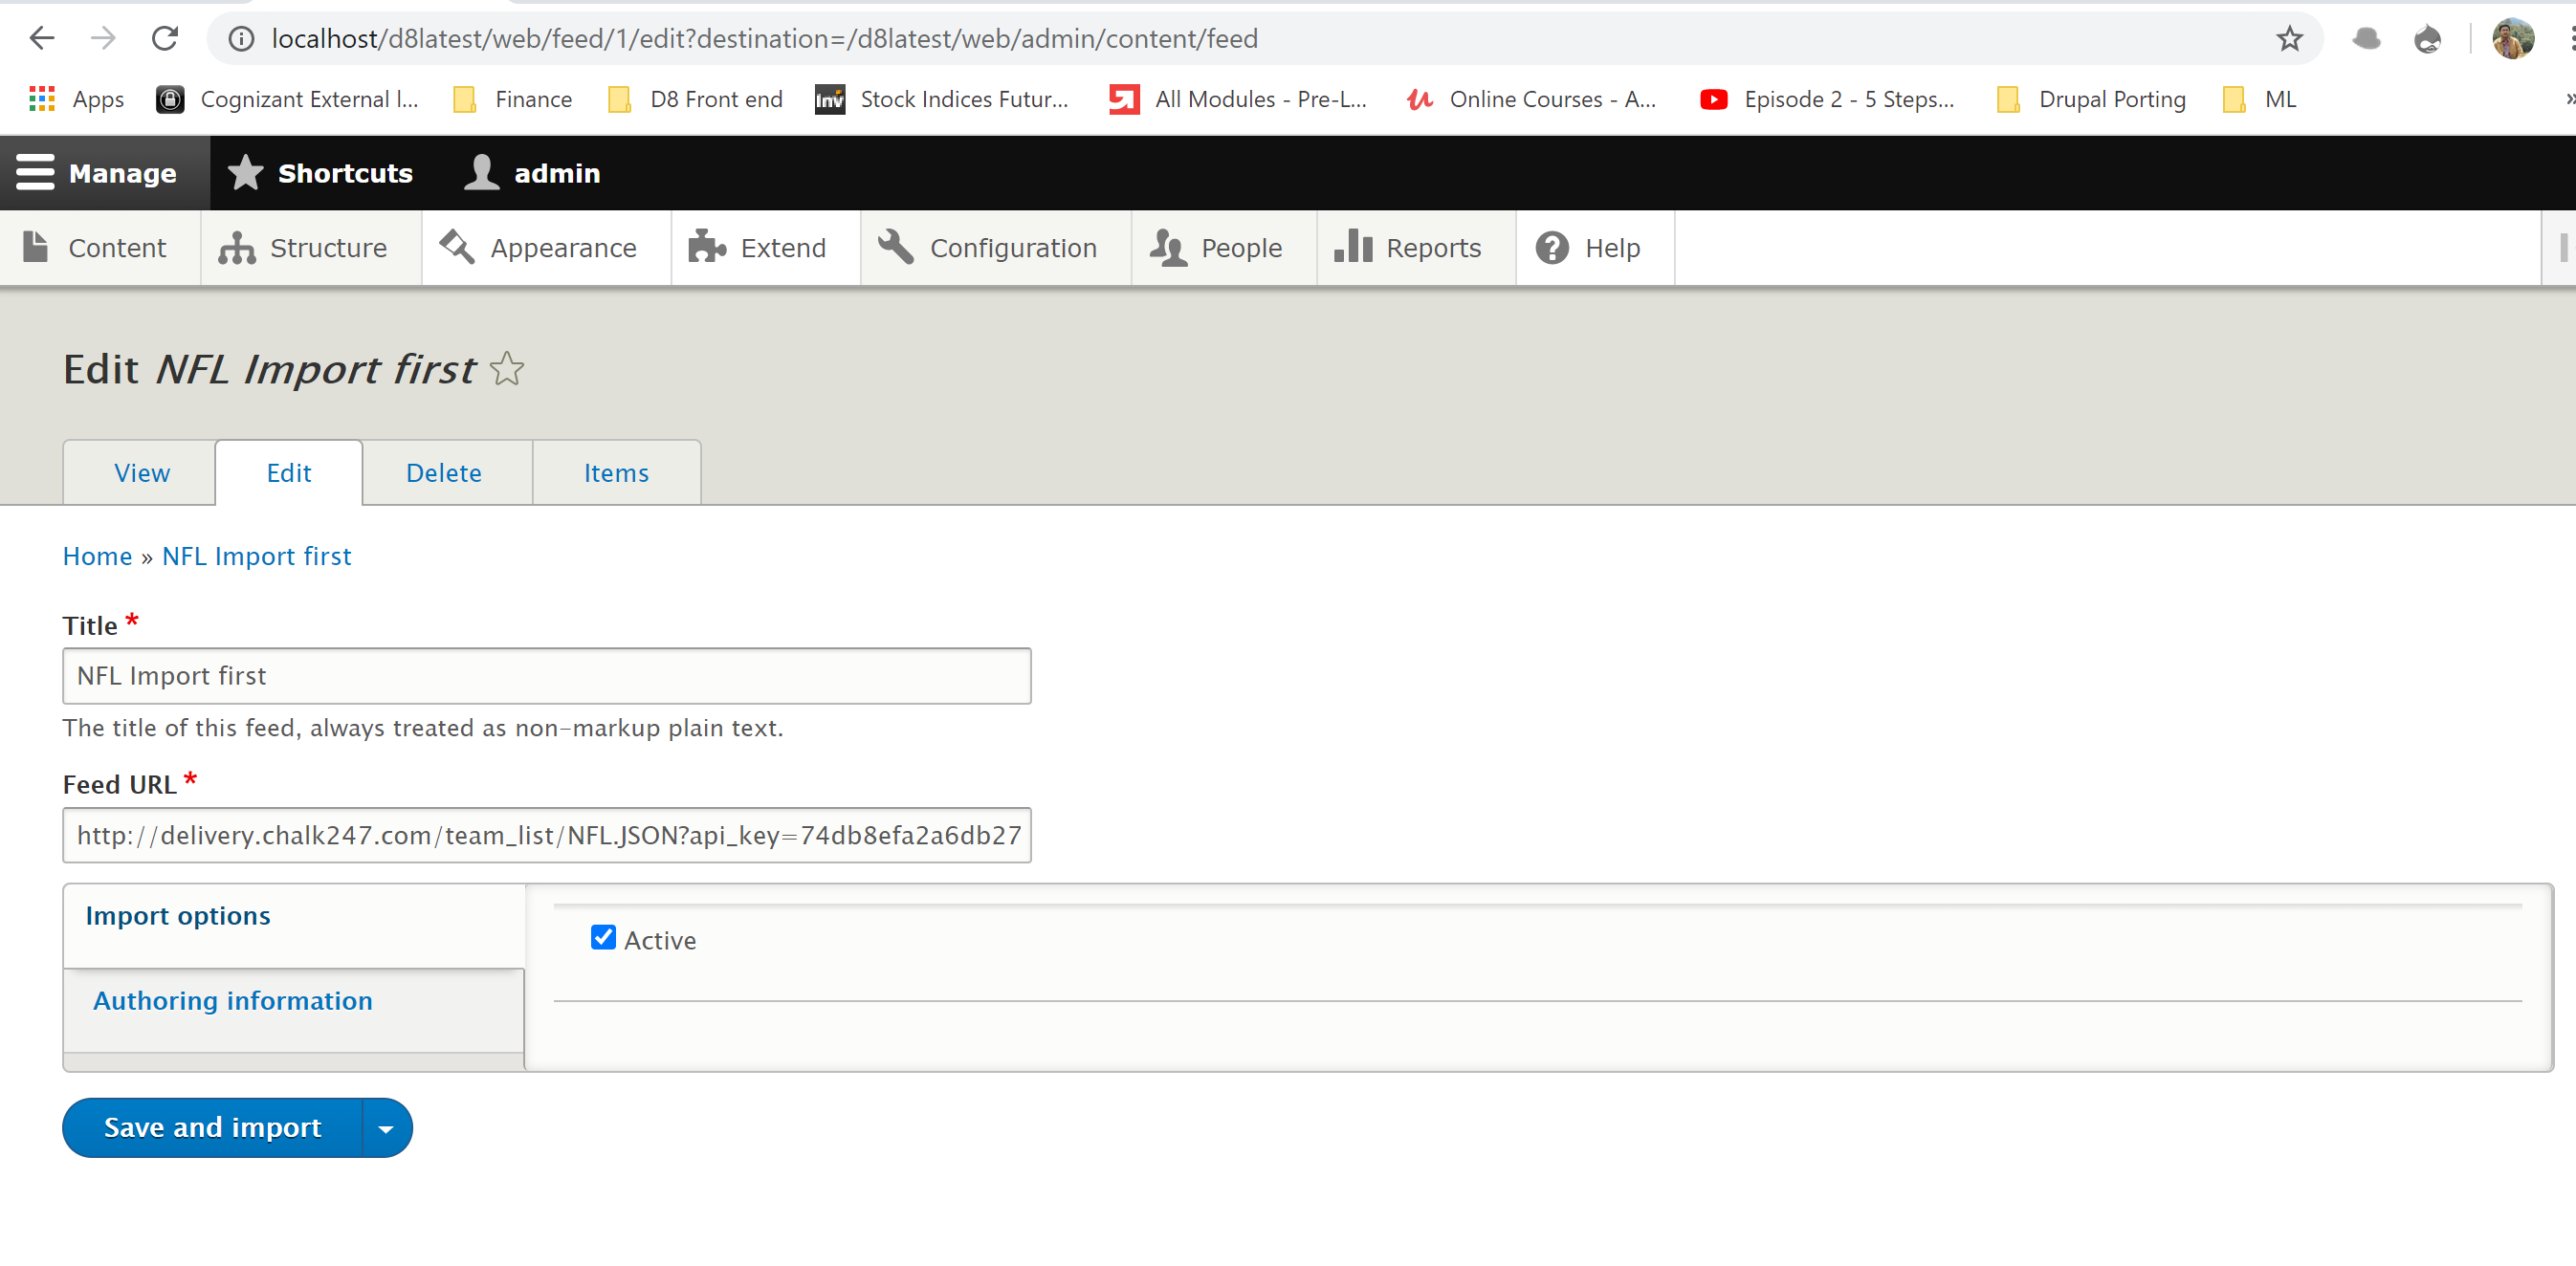 localhost/d8latest/web/feed/1/edit?destination=/d8latest/web/admin/content/feed
Apps Cognizant External I... Finance D8 Front end Inv Stock Indices Futur... All Modules - Pre-L... Online Courses - A... Episode 2 - 5 Steps... Drupal Porting ML »
Manage Shortcuts admin
Content Structure Appearance Extend Configuration People Reports Help
Edit NFL Import first
View Edit Delete Items
Home » NFL Import first
Title *
NFL Import first
The title of this feed, always treated as non-markup plain text.
Feed URL *
http://delivery.chalk247.com/team_list/NFL.JSON?api_key=74db8efa2a6db27
Import options
Active
Authoring information
Save and import